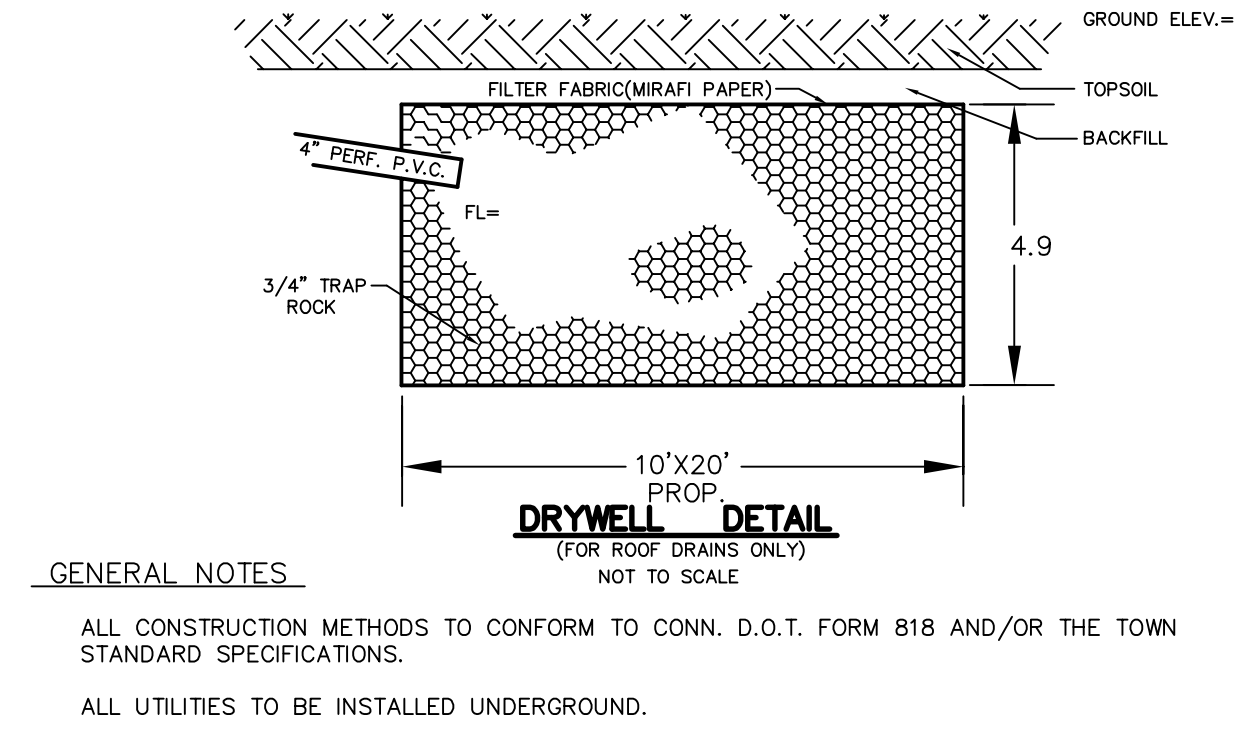 GROUND ELEV.=
FILTER FABRIC(MIRAFI PAPER)
TOPSOIL
BACKFILL
4" PERF. P.V.C.
FL=
4.9
3/4" TRAP
ROCK
10'X20'
PROP.
DRYWELL DETAIL
(FOR ROOF DRAINS ONLY)
NOT TO SCALE
GENERAL NOTES
ALL CONSTRUCTION METHODS TO CONFORM TO CONN. D.O.T. FORM 818 AND/OR THE TOWN
STANDARD SPECIFICATIONS.
ALL UTILITIES TO BE INSTALLED UNDERGROUND.